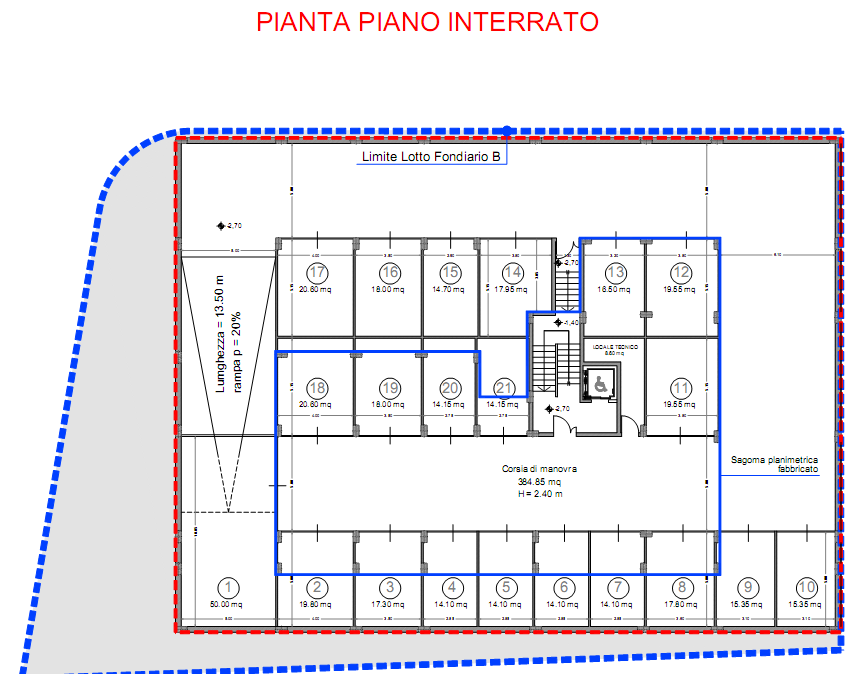 PIANTA PIANO INTERRATO
Limite Lotto Fondiario B
-2,70
17
20.60 mq
16
18.00 mq
15
14.70 mq
14
17.95 mq
-2,70
13
16.50 mq
12
19.55 mq
-1,40
LOCALE TECNICO
Lumghezza = 13.50 m
rampa p = 20%
18
20.60 mq
19
18.00 mq
20
14.15 mq
21
14.15 mq
-2,70
11
19.55 mq
Corsia di manovra
384.85 mq
H = 2,40 m
Sagoma planimetrica
fabbricato
1
50.00 mq
2
19.80 mq
3
17.30 mq
4
14.10 mq
5
14.10 mq
6
14.10 mq
7
14.10 mq
8
17.80 mq
9
15.35 mq
10
15.35 mq